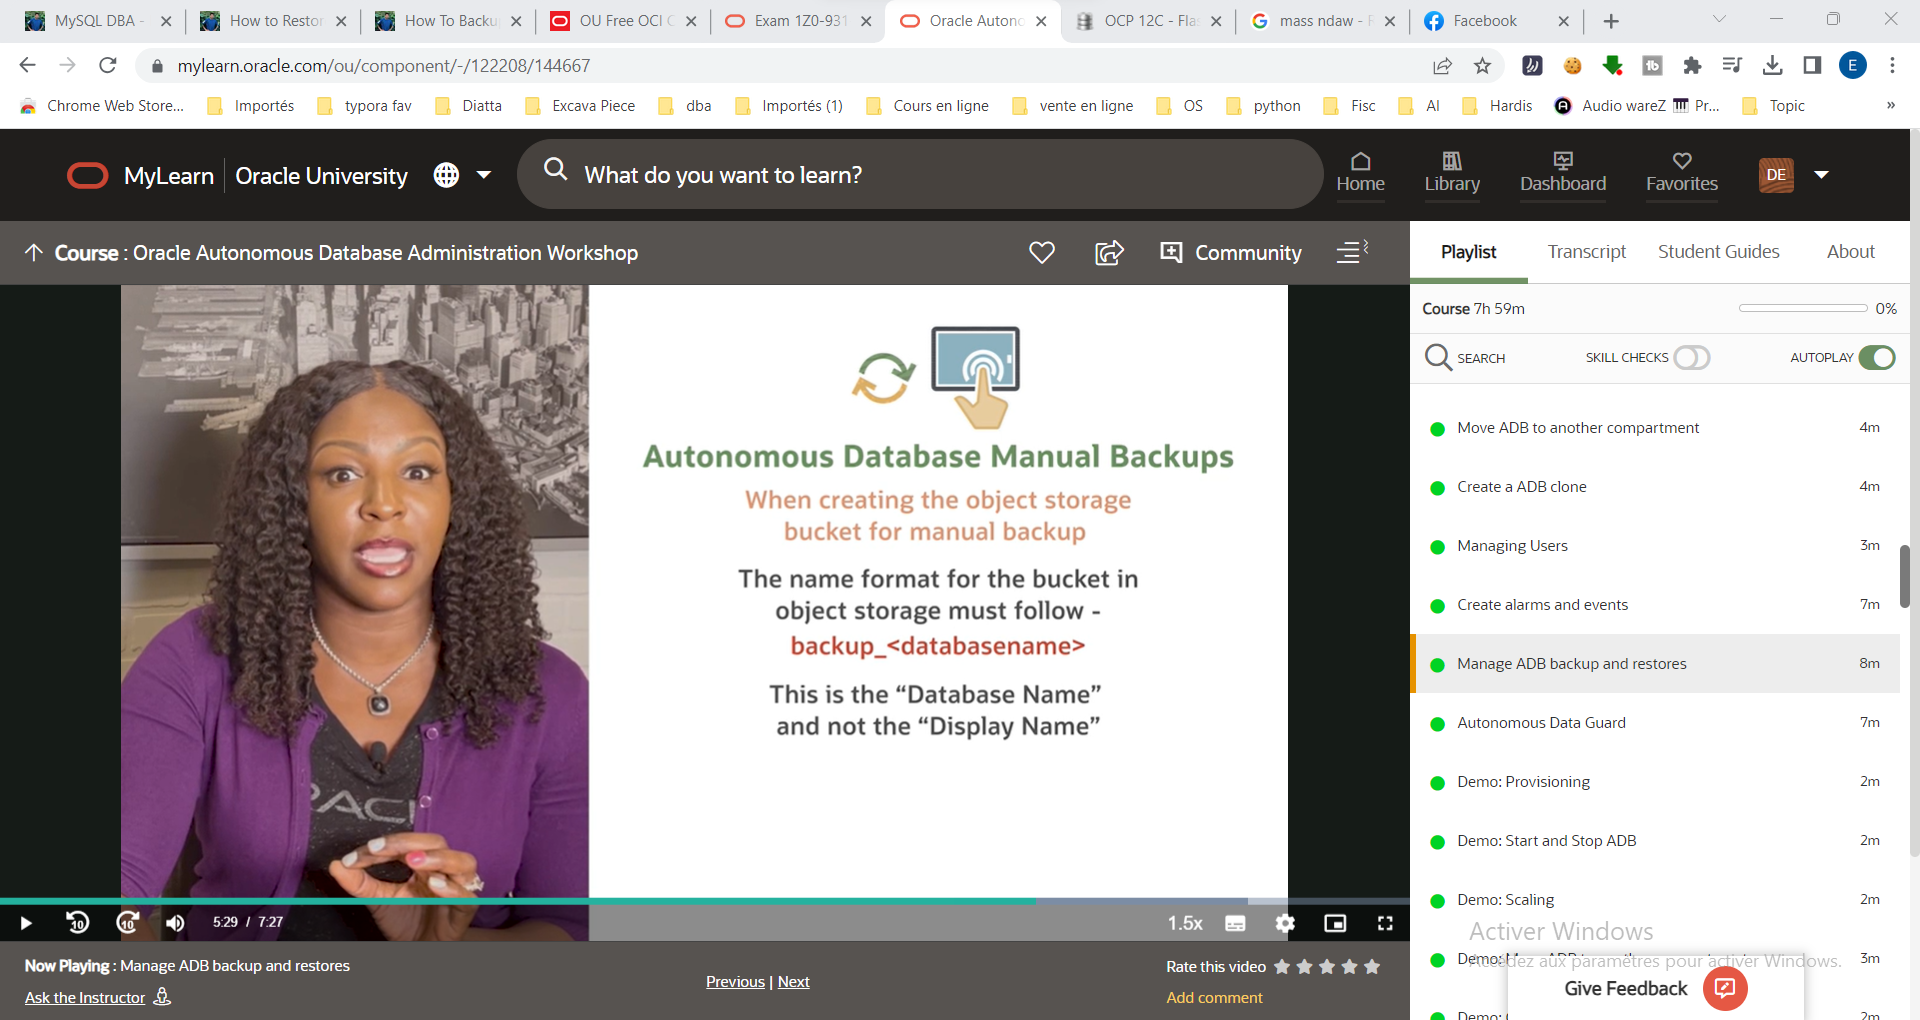 MySQL DBA -
How to Restor
How To Backu
OU Free OCI C
Exam 1Z0-931
Oracle Autono
OCP 12C - Fla
mass ndaw - R
Facebook
mylearn.oracle.com/ou/component/-/122208/144667
E
Chrome Web Store...
Importés
typora fav
Diatta
Excava Piece
dba
Importés (1)
Cours en ligne
vente en ligne
OS
python
Fisc
AI
Hardis
Audio wareZ
Pr...
Topic
»
MyLearn
Oracle University
What do you want to learn?
Home
Library
Dashboard
Favorites
DE
Course : Oracle Autonomous Database Administration Workshop
Community
Playlist
Transcript
Student Guides
About
Course 7h 59m
0%
SEARCH
SKILL CHECKS
AUTOPLAY
Autonomous Database Manual Backups
When creating the object storage
bucket for manual backup
The name format for the bucket in
object storage must follow -
backup_<databasename>
This is the “Database Name”
and not the “Display Name”
RACL
Move ADB to another compartment 4m
Create a ADB clone 4m
Managing Users 3m
Create alarms and events 7m
Manage ADB backup and restores 8m
Autonomous Data Guard 7m
Demo: Provisioning 2m
Demo: Start and Stop ADB 2m
Demo: Scaling 2m
Activer Windows
Accédez aux paramètres pour activer Windows.
3m
Give Feedback
Demo:
2m
10
10
5:29 / 7:27
1.5x
Now Playing : Manage ADB backup and restores
Ask the Instructor
Previous | Next
Rate this video
Add comment